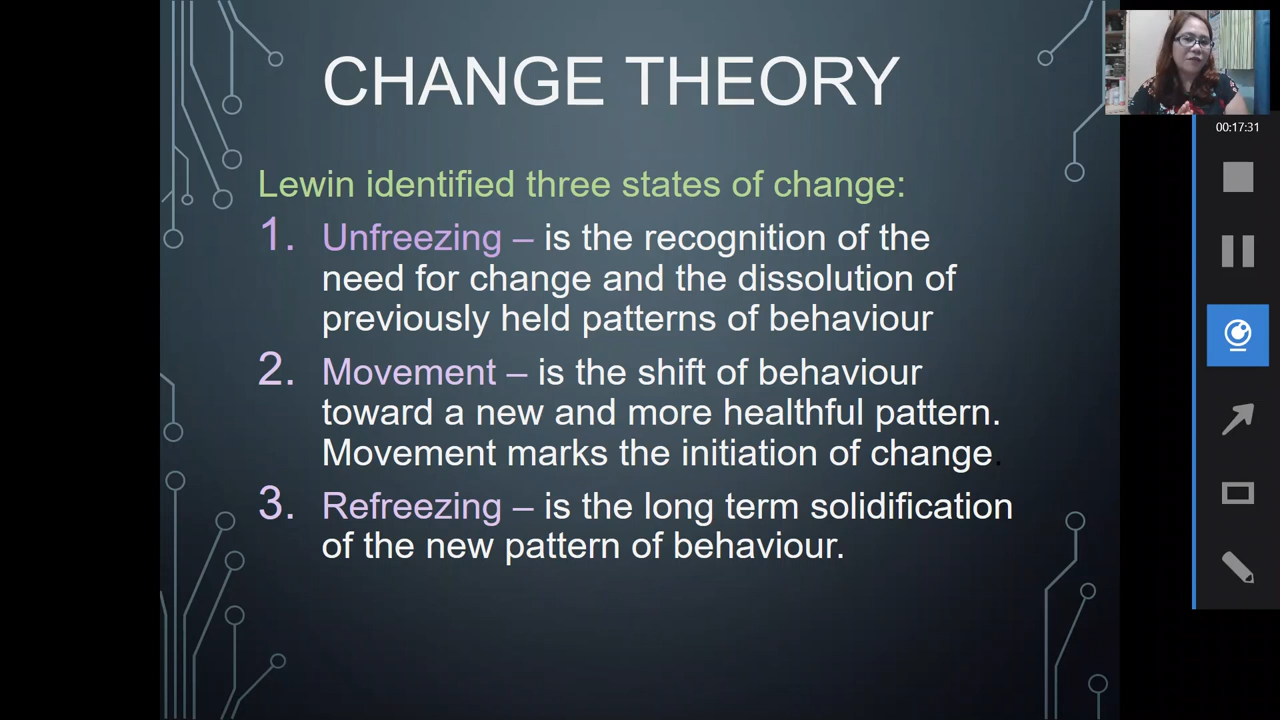 CHANGE THEORY
00:17:31
Lewin identified three states of change:
1. Unfreezing – is the recognition of the
need for change and the dissolution of
previously held patterns of behaviour
2. Movement – is the shift of behaviour
toward a new and more healthful pattern.
Movement marks the initiation of change.
3. Refreezing – is the long term solidification
of the new pattern of behaviour.